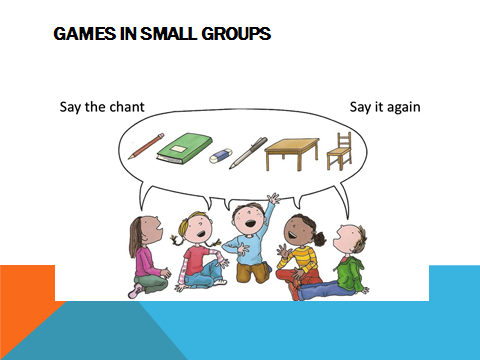 GAMES IN SMALL GROUPS
Say the chant
Say it again